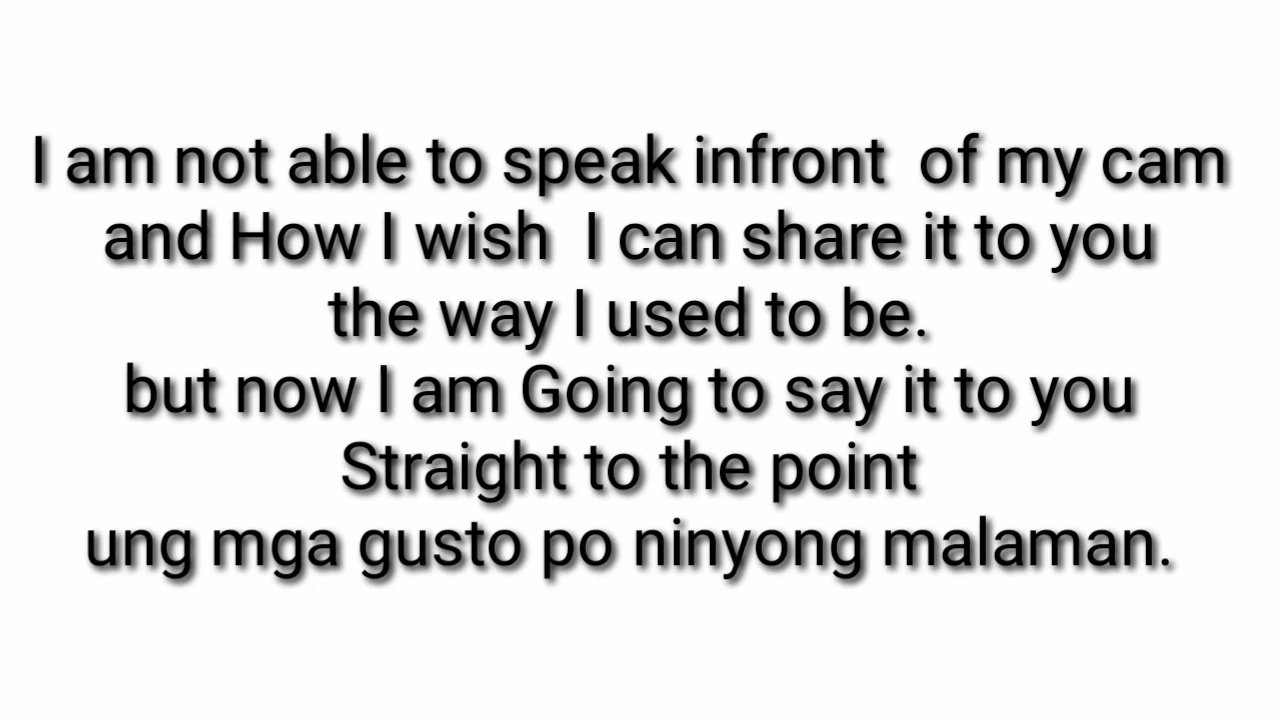 I am not able to speak infront  of my cam
and How I wish  I can share it to you
the way I used to be.
but now I am Going to say it to you
Straight to the point
ung mga gusto po ninyong malaman.